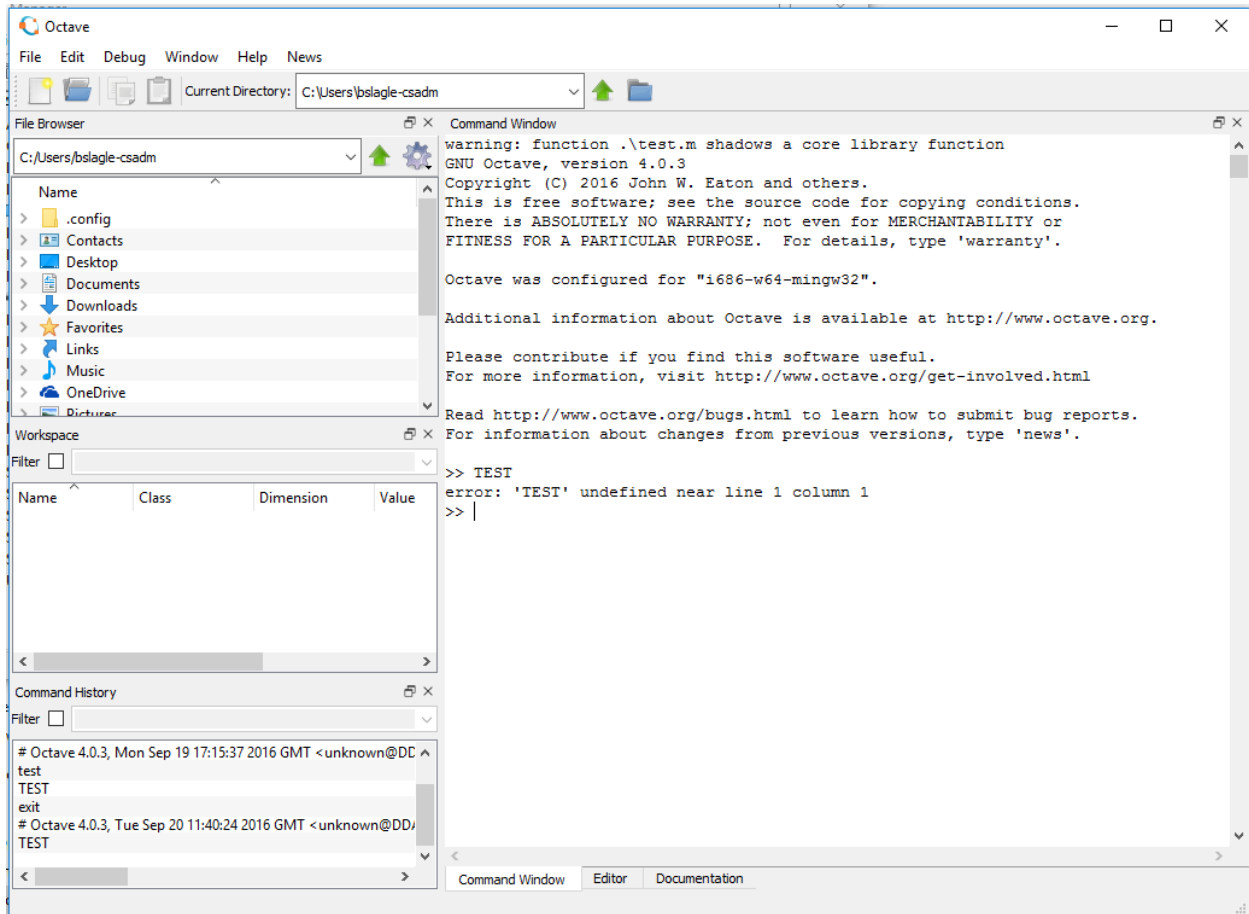 Octave
File Edit Debug Window Help News
Current Directory: C:\Users\bslagle-csadm
File Browser
C:/Users/bslagle-csadm
Name
.config
Contacts
Desktop
Documents
Downloads
Favorites
Links
Music
OneDrive
Pictures
Workspace
Filter
Name Class Dimension Value
Command History
Filter
# Octave 4.0.3, Mon Sep 19 17:15:37 2016 GMT <unknown@DD
test
TEST
exit
# Octave 4.0.3, Tue Sep 20 11:40:24 2016 GMT <unknown@DD
TEST
Command Window
warning: function .\test.m shadows a core library function
GNU Octave, version 4.0.3
Copyright (C) 2016 John W. Eaton and others.
This is free software; see the source code for copying conditions.
There is ABSOLUTELY NO WARRANTY; not even for MERCHANTABILITY or
FITNESS FOR A PARTICULAR PURPOSE.  For details, type 'warranty'.
Octave was configured for "i686-w64-mingw32".
Additional information about Octave is available at http://www.octave.org.
Please contribute if you find this software useful.
For more information, visit http://www.octave.org/get-involved.html
Read http://www.octave.org/bugs.html to learn how to submit bug reports.
For information about changes from previous versions, type 'news'.
>> TEST
error: 'TEST' undefined near line 1 column 1
>>
Command Window Editor Documentation